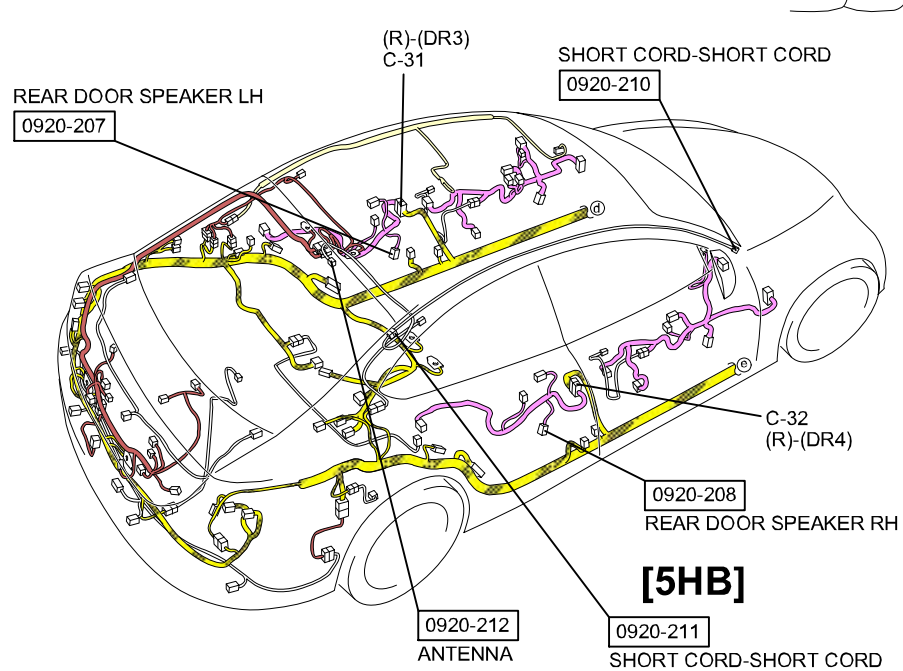 (R)-(DR3)
C-31
SHORT CORD-SHORT CORD
0920-210
REAR DOOR SPEAKER LH
0920-207
d
e
C-32
(R)-(DR4)
0920-208
REAR DOOR SPEAKER RH
[5HB]
0920-212
ANTENNA
0920-211
SHORT CORD-SHORT CORD